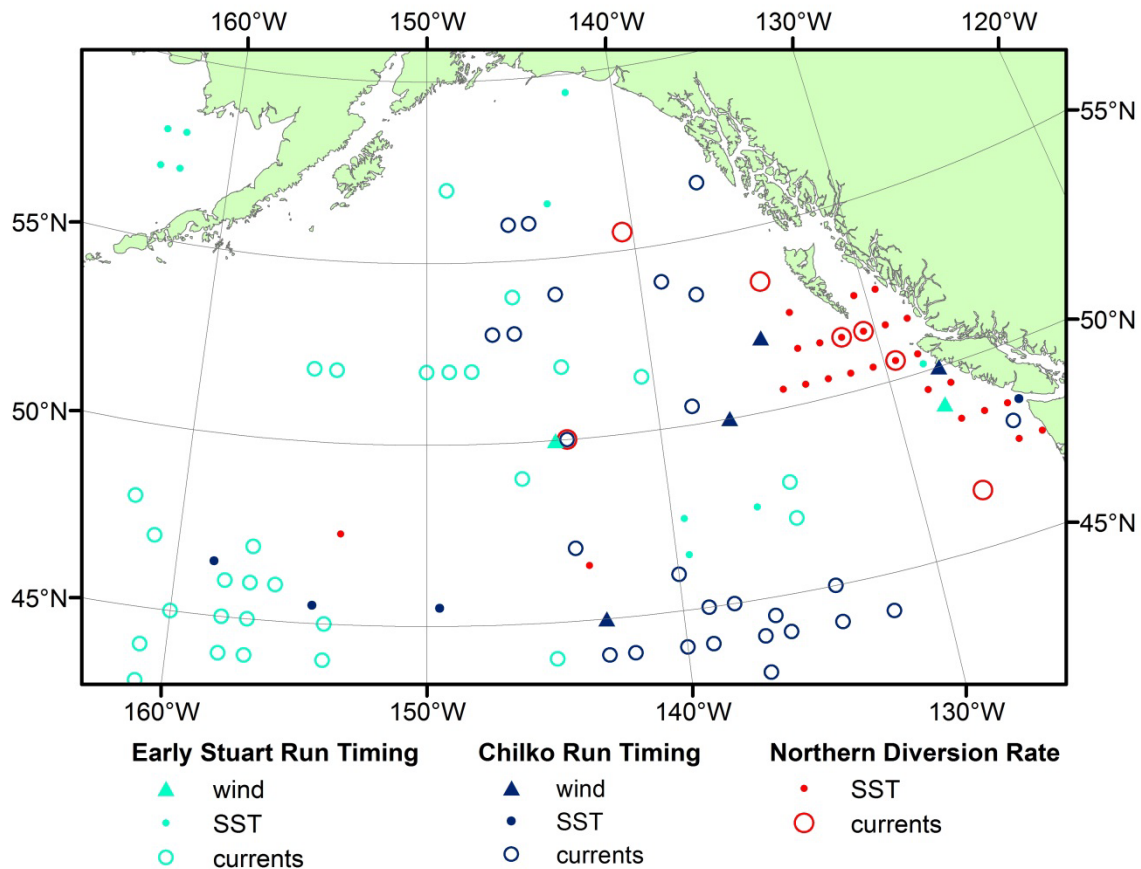 160°W 150°W 140°W 130°W 120°W
55°N
55°N
50°N
50°N
45°N
45°N
160°W 150°W 140°W 130°W
Early Stuart Run Timing Chilko Run Timing Northern Diversion Rate
wind wind SST
SST SST currents
currents currents